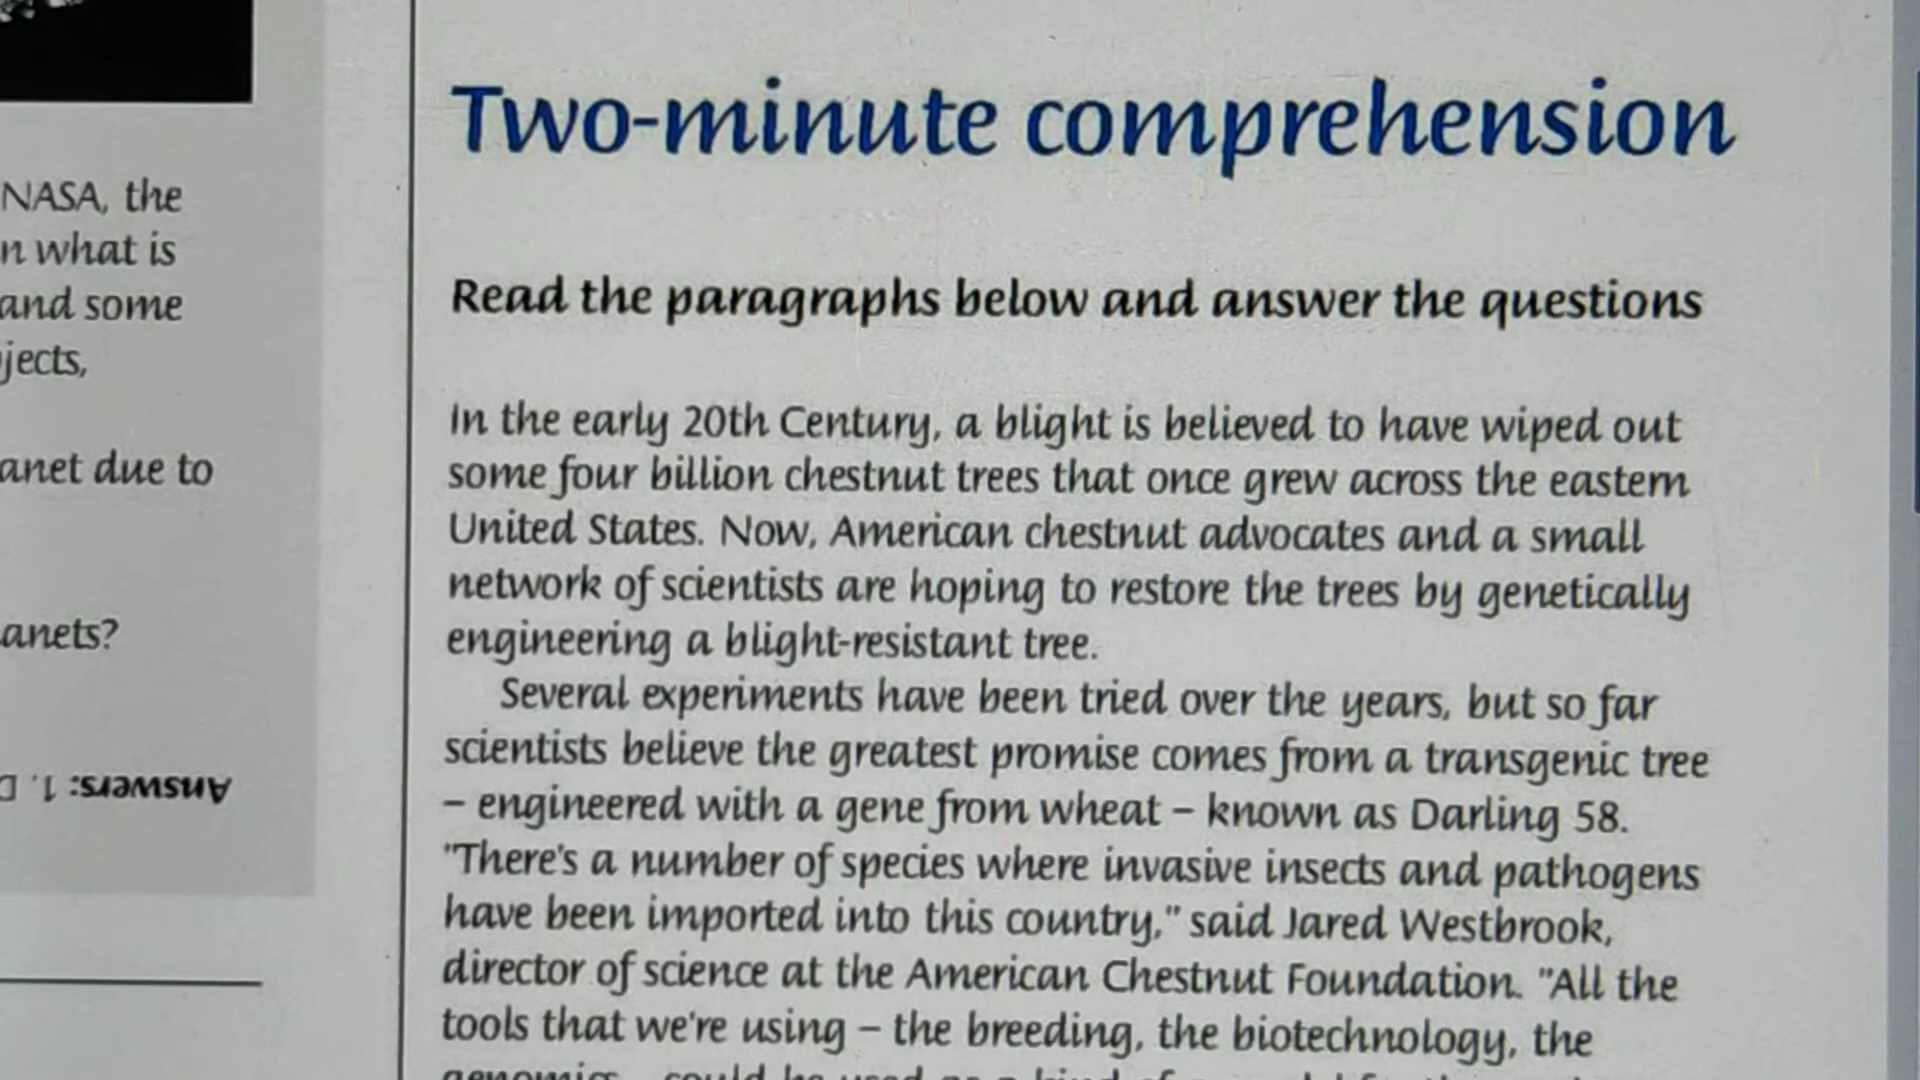 NASA, the
n what is
and some
jects,
anet due to
anets?
Answers: 1. D
Two-minute comprehension
Read the paragraphs below and answer the questions
In the early 20th Century, a blight is believed to have wiped out
some four billion chestnut trees that once grew across the eastern
United States. Now, American chestnut advocates and a small
network of scientists are hoping to restore the trees by genetically
engineering a blight-resistant tree.
Several experiments have been tried over the years, but so far
scientists believe the greatest promise comes from a transgenic tree
– engineered with a gene from wheat – known as Darling 58.
"There's a number of species where invasive insects and pathogens
have been imported into this country," said Jared Westbrook,
director of science at the American Chestnut Foundation. "All the
tools that we're using – the breeding, the biotechnology, the